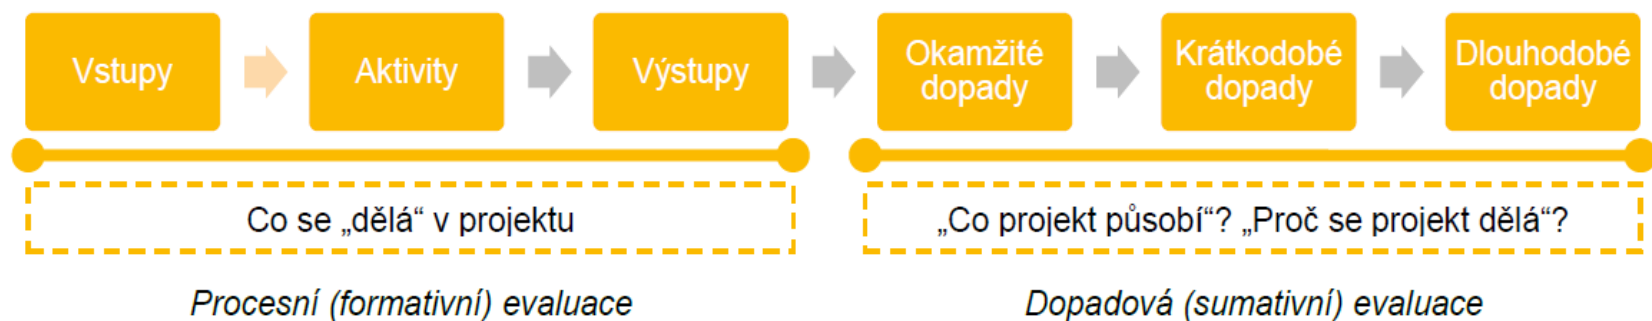 Vstupy
Aktivity
Výstupy
Okamžité
dopady
Krátkodobé
dopady
Dlouhodobé
dopady
Co se „dělá“ v projektu
„Co projekt působí“? „Proč se projekt dělá“?
Procesní (formativní) evaluace
Dopadová (sumativní) evaluace